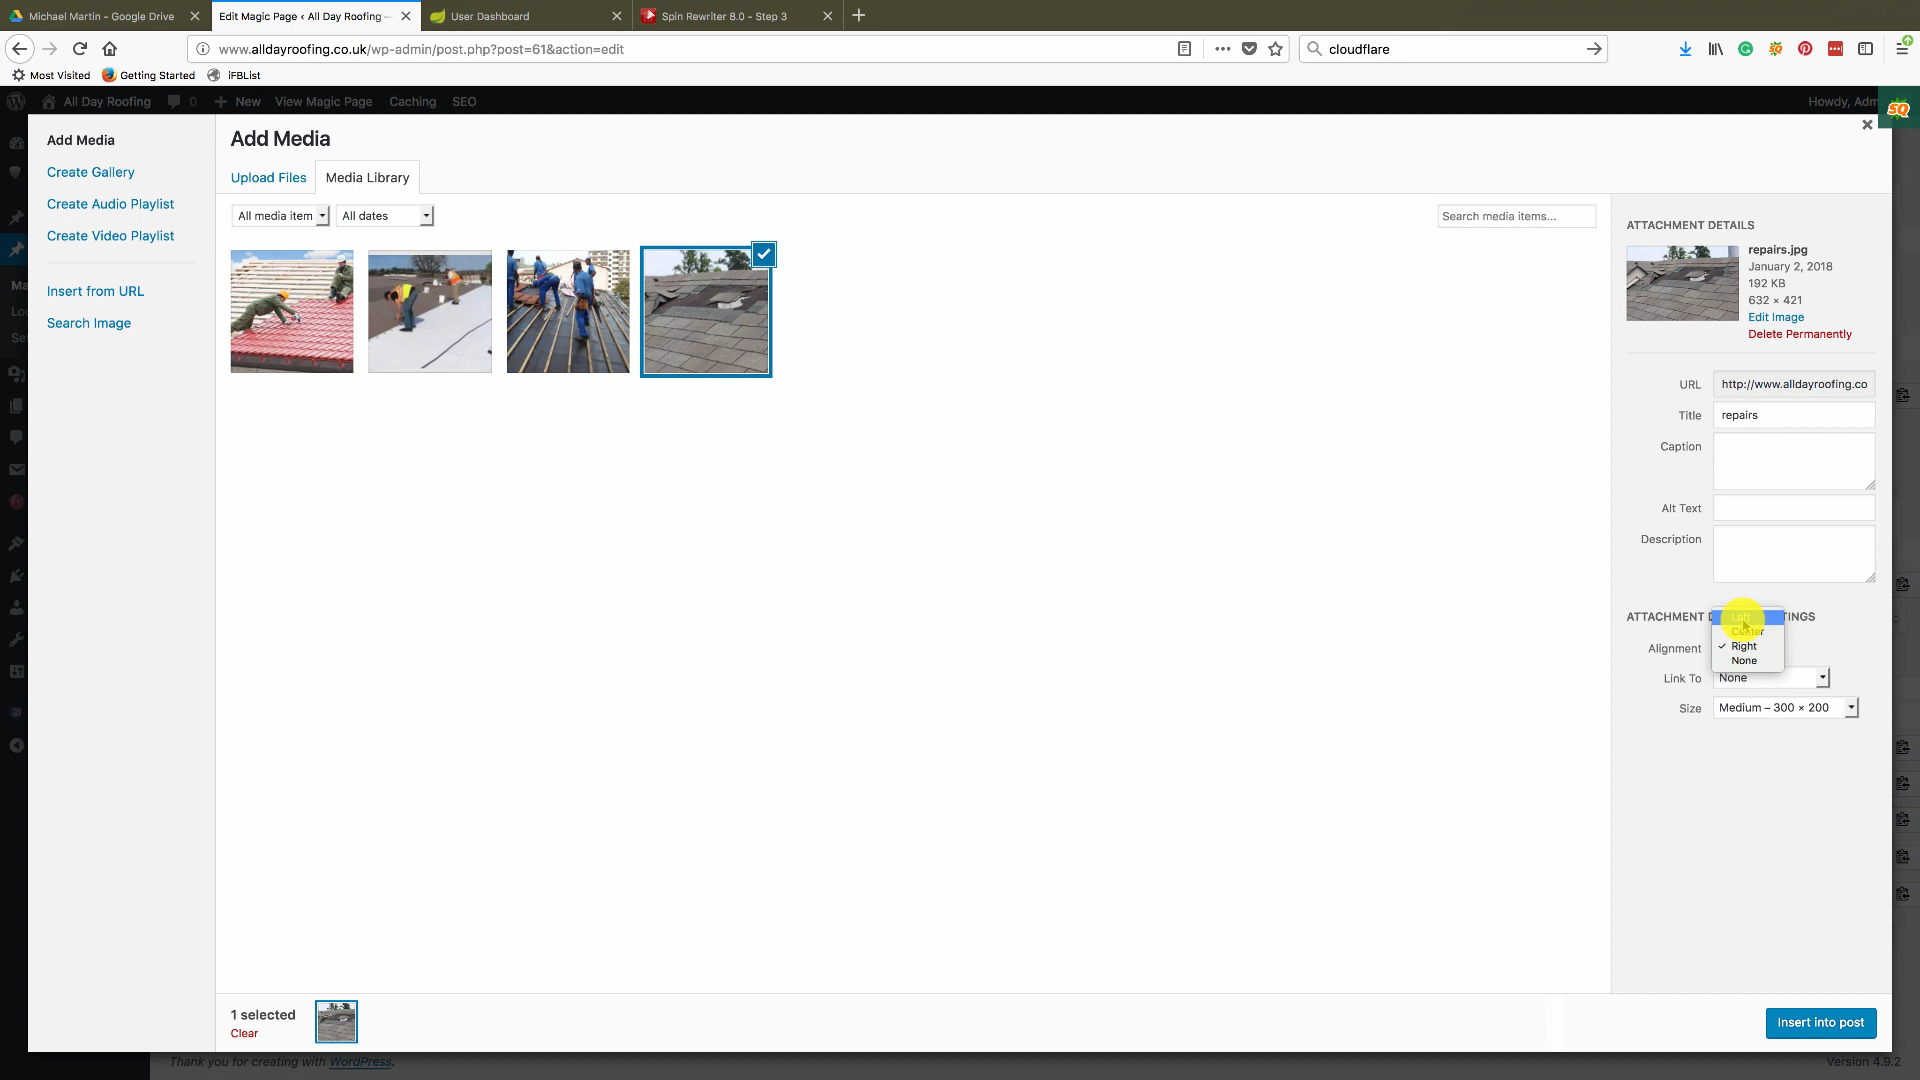 Michael Martin - Google Drive
Edit Magic Page ‹ All Day Roofing —
User Dashboard
Spin Rewriter 8.0 - Step 3
www.alldayroofing.co.uk/wp-admin/post.php?post=61&action=edit
cloudflare
Most Visited
Getting Started
iFBList
All Day Roofing
0
New
View Magic Page
Caching
SEO
Howdy, Adm
SQ
Add Media
Create Gallery
Create Audio Playlist
Create Video Playlist
Insert from URL
Search Image
Add Media
Upload Files
Media Library
All media item
All dates
Search media items...
ATTACHMENT DETAILS
repairs.jpg
January 2, 2018
192 KB
632 × 421
Edit Image
Delete Permanently
URL
http://www.alldayroofing.co
Title
repairs
Caption
Alt Text
Description
ATTACHMENT D
TINGS
Left
Center
Alignment
✓ Right
None
Link To
None
Size
Medium – 300 × 200
1 selected
Clear
Insert into post
Thank you for creating with WordPress.
Version 4.9.2